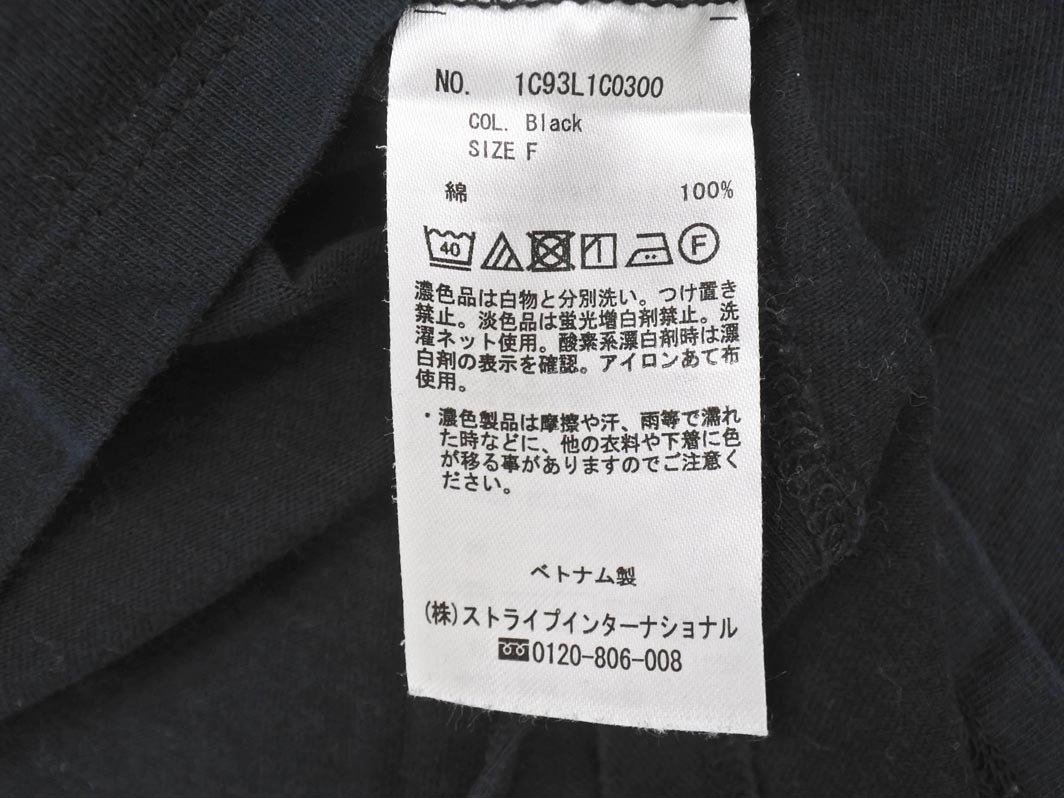 NO. 1C93L1C0300
COL. Black
SIZE F
綿 100%
40 F
濃色品は白物と分別洗い。つけ置き
禁止。淡色品は蛍光増白剤禁止。洗
濯ネット使用。酸素系漂白剤時は漂
白剤の表示を確認。アイロンあて布
使用。
・濃色製品は摩擦や汗、雨等で濡れ
た時などに、他の衣料や下着に色
が移る事がありますのでご注意く
ださい。
ベトナム製
(株)ストライプインターナショナル
0120-806-008